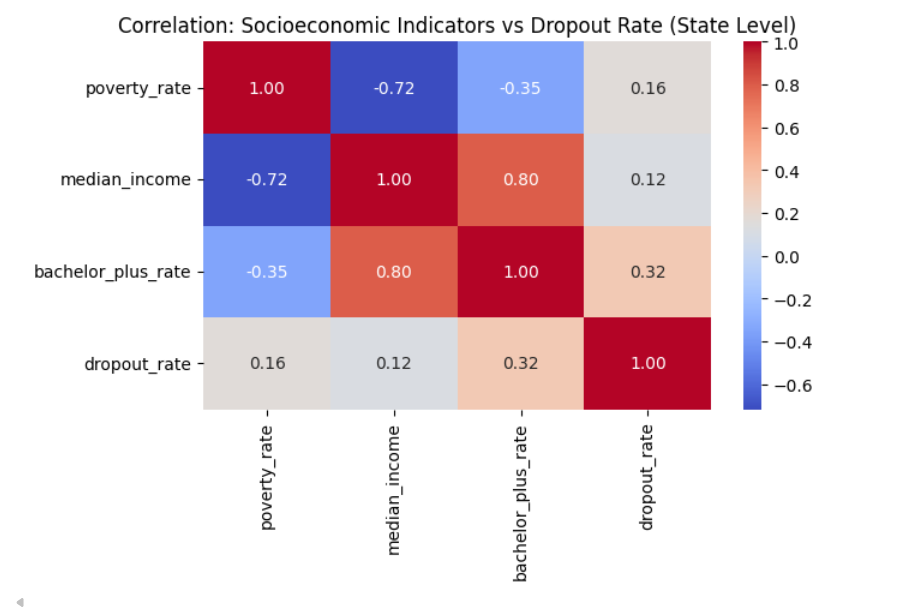 Correlation: Socioeconomic Indicators vs Dropout Rate (State Level)
poverty_rate 1.00 -0.72 -0.35 0.16
median_income -0.72 1.00 0.80 0.12
bachelor_plus_rate -0.35 0.80 1.00 0.32
dropout_rate 0.16 0.12 0.32 1.00
poverty_rate
median_income
bachelor_plus_rate
dropout_rate
1.0
0.8
0.6
0.4
0.2
0.0
−0.2
−0.4
−0.6